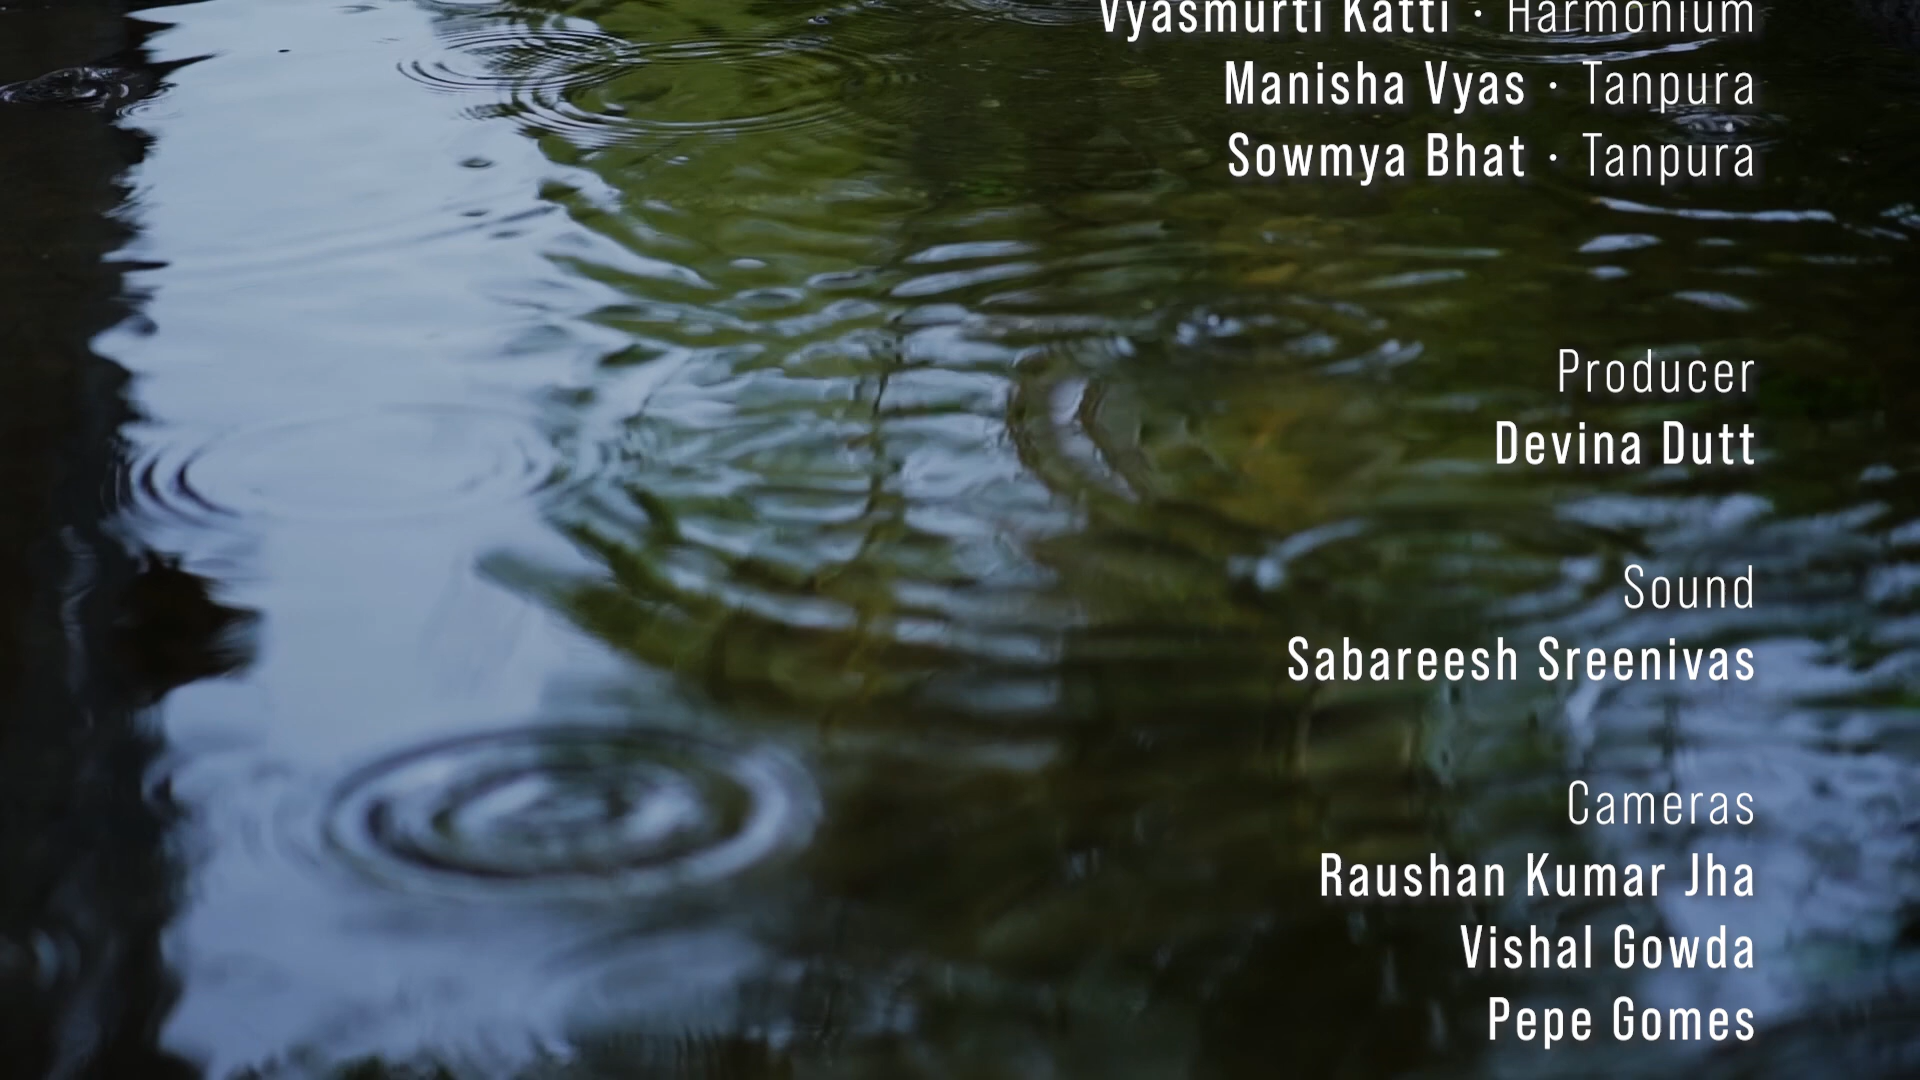 Vyasmurti Katti · Harmonium
Manisha Vyas · Tanpura
Sowmya Bhat · Tanpura
Producer
Devina Dutt
Sound
Sabareesh Sreenivas
Cameras
Raushan Kumar Jha
Vishal Gowda
Pepe Gomes